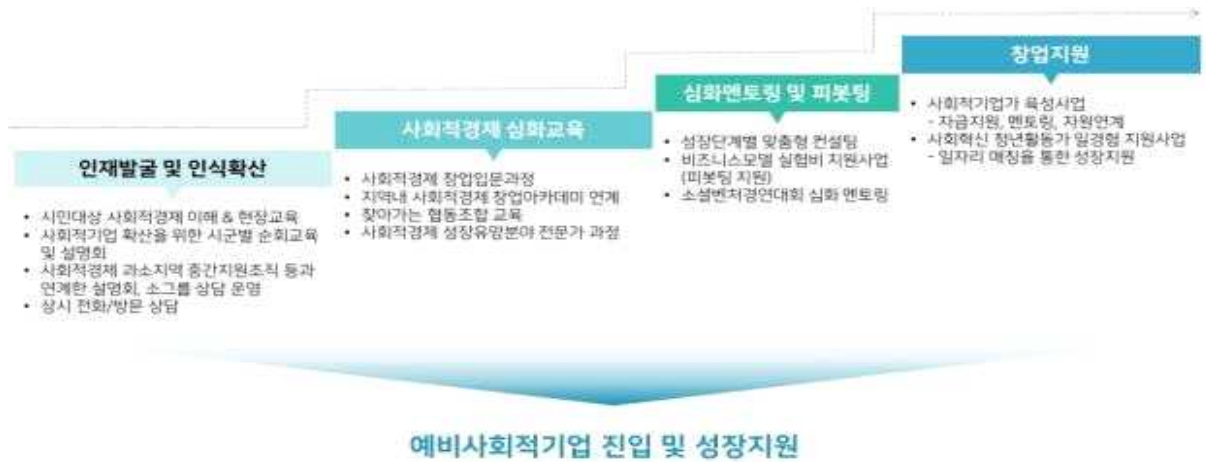 인재발굴 및 인식확산
• 시민대상 사회적경제 이해 & 현장교육
• 사회적기업 확산을 위한 시군별 순회교육
및 설명회
• 사회적경제 과소지역 중간지원조직 등과
연계한 설명회, 소그룹 상담 운영
• 상시 전화/방문 상담
사회적경제 심화교육
• 사회적경제 창업입문과정
• 지역내 사회적경제 창업아카데미 연계
• 찾아가는 협동조합 교육
• 사회적경제 성장유망분야 전문가 과정
심화멘토링 및 피봇팅
• 성장단계별 맞춤형 컨설팅
• 비즈니스모델 실험비 지원사업
(피봇팅 지원)
• 소셜벤처경연대회 심화 멘토링
창업지원
• 사회적기업가 육성사업
- 자금지원, 멘토링, 자원연계
• 사회혁신 청년활동가 일경험 지원사업
- 일자리 매칭을 통한 성장지원
예비사회적기업 진입 및 성장지원